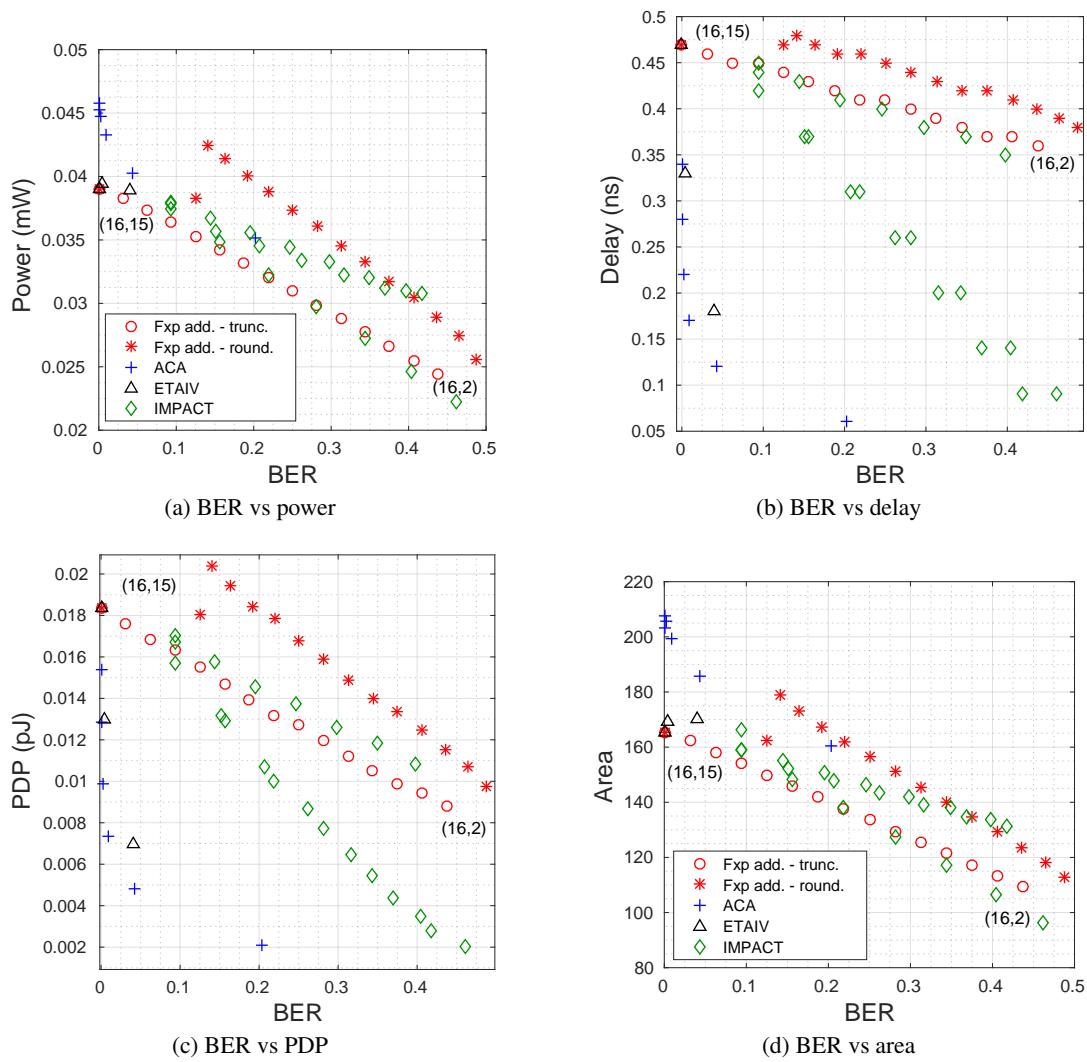 0.05
0.045
0.04
0.035
0.03
0.025
0.02
Power (mW)
(16,15)
(16,2)
Fxp add. - trunc.
Fxp add. - round.
ACA
ETAIV
IMPACT
0 0.1 0.2 0.3 0.4 0.5
BER
(a) BER vs power
0.5
0.45
0.4
0.35
0.3
0.25
0.2
0.15
0.1
0.05
Delay (ns)
(16,15)
(16,2)
0 0.1 0.2 0.3 0.4
BER
(b) BER vs delay
0.02
0.018
0.016
0.014
0.012
0.01
0.008
0.006
0.004
0.002
PDP (pJ)
(16,15)
(16,2)
0 0.1 0.2 0.3 0.4
BER
(c) BER vs PDP
220
200
180
160
140
120
100
80
Area
(16,15)
(16,2)
Fxp add. - trunc.
Fxp add. - round.
ACA
ETAIV
IMPACT
0 0.1 0.2 0.3 0.4 0.5
BER
(d) BER vs area